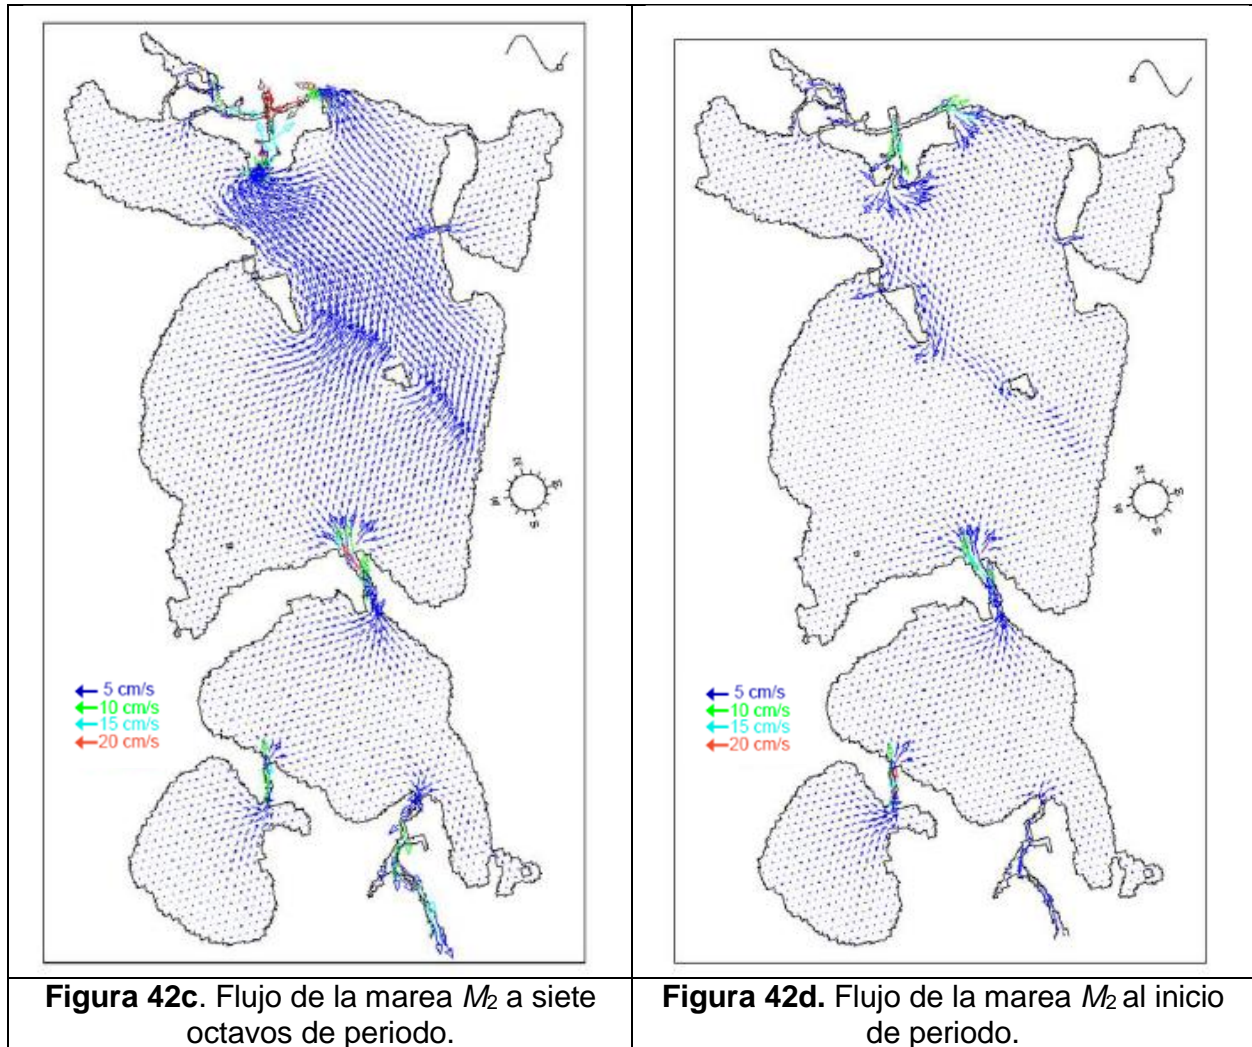 5 cm/s
10 cm/s
15 cm/s
20 cm/s
5 cm/s
10 cm/s
15 cm/s
20 cm/s
Figura 42c. Flujo de la marea M2 a siete
octavos de periodo.
Figura 42d. Flujo de la marea M2 al inicio
de periodo.